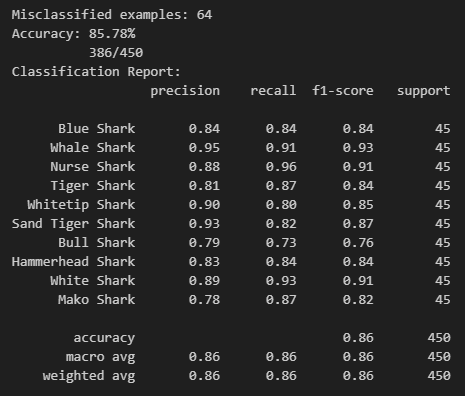 Misclassified examples: 64
Accuracy: 85.78%
386/450
Classification Report:
precision recall f1-score support
Blue Shark 0.84 0.84 0.84 45
Whale Shark 0.95 0.91 0.93 45
Nurse Shark 0.88 0.96 0.91 45
Tiger Shark 0.81 0.87 0.84 45
Whitetip Shark 0.90 0.80 0.85 45
Sand Tiger Shark 0.93 0.82 0.87 45
Bull Shark 0.79 0.73 0.76 45
Hammerhead Shark 0.83 0.84 0.84 45
White Shark 0.89 0.93 0.91 45
Mako Shark 0.78 0.87 0.82 45
accuracy 0.86 450
macro avg 0.86 0.86 0.86 450
weighted avg 0.86 0.86 0.86 450